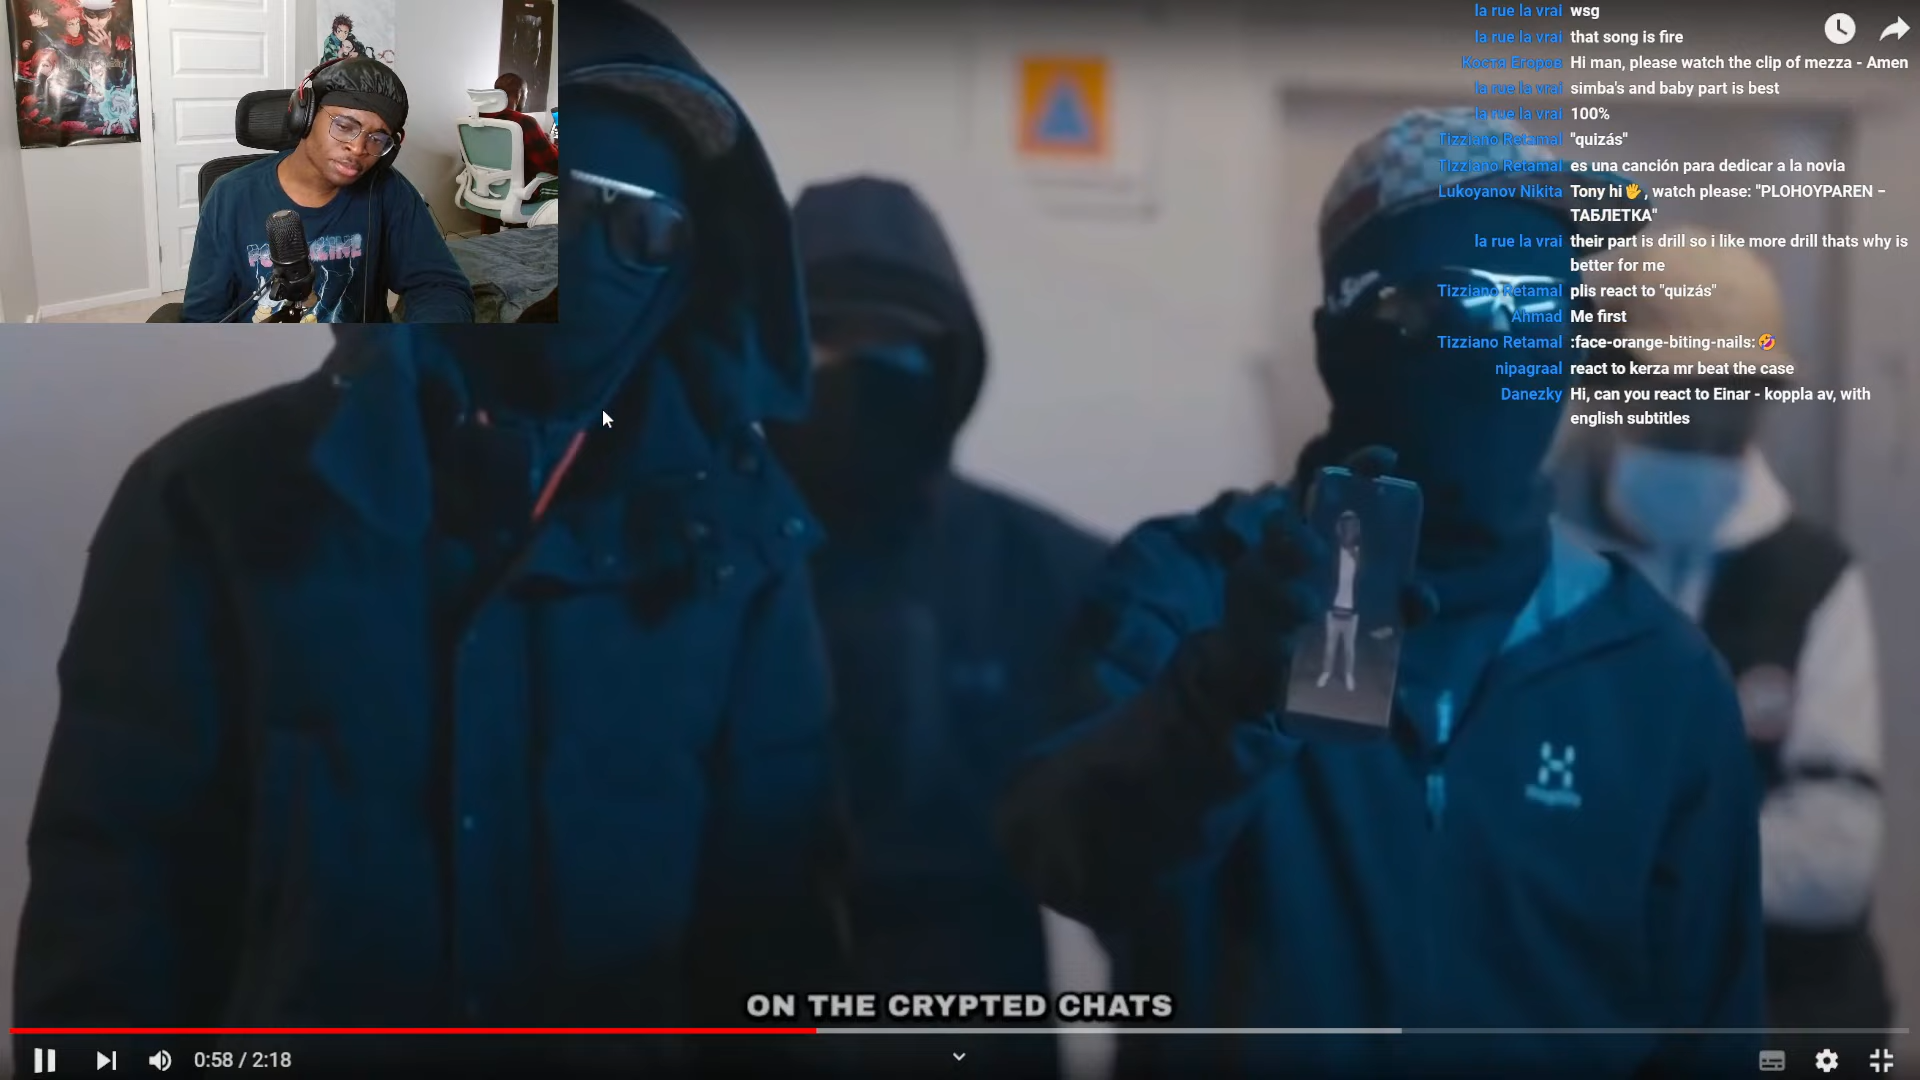 la rue la vrai wsg
la rue la vrai that song is fire
Коста Егоров Hi man, please watch the clip of mezza - Amen
la rue la vrai simba's and baby part is best
la rue la vrai 100%
Tizziano Retamal "quizás"
Tizziano Retamal es una canción para dedicar a la novia
Lukoyanov Nikita Tony hi🖐, watch please: "PLOHOYPAREN –
ТАБЛЕТКА"
la rue la vrai their part is drill so i like more drill thats why is
better for me
Tizziano Retamal plis react to "quizás"
Ahmad Me first
Tizziano Retamal :face-orange-biting-nails:🤣
nipagraal react to kerza mr beat the case
Danezky Hi, can you react to Einar - koppla av, with
english subtitles
ON THE CRYPTED CHATS
0:58 / 2:18